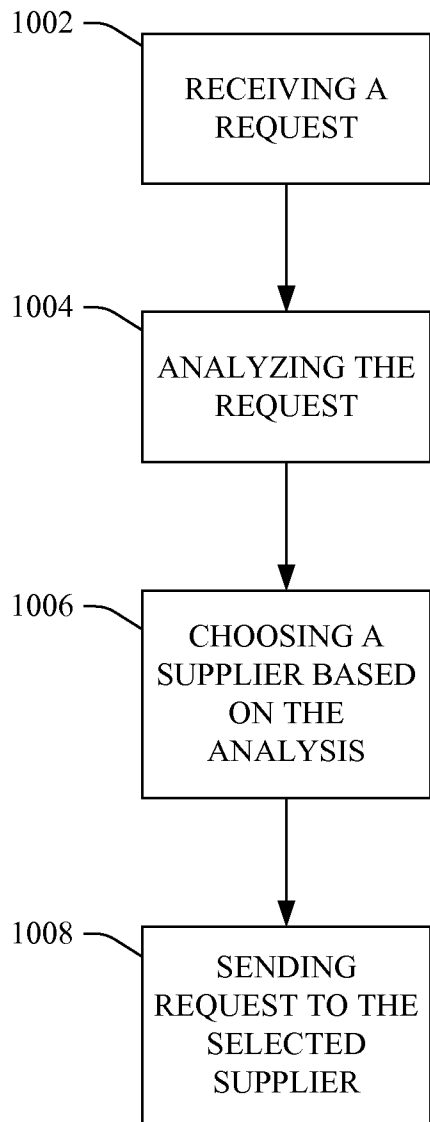 1002
RECEIVING A
REQUEST
1004
ANALYZING THE
REQUEST
1006
CHOOSING A
SUPPLIER BASED
ON THE
ANALYSIS
1008
SENDING
REQUEST TO THE
SELECTED
SUPPLIER